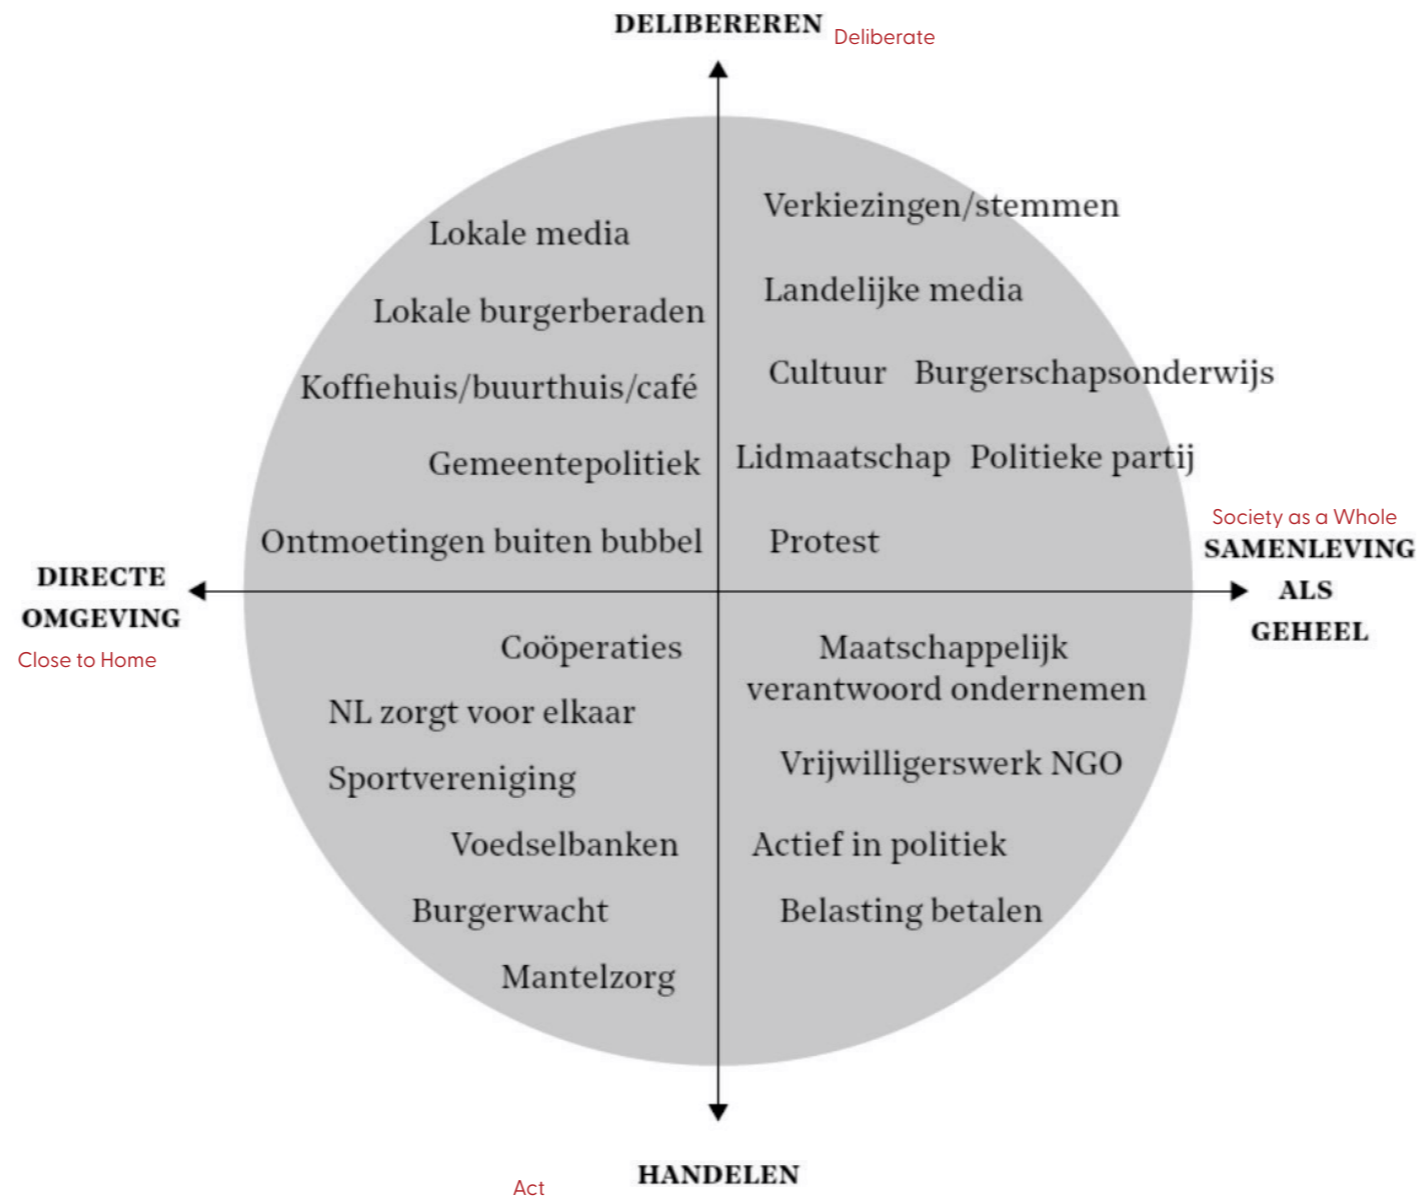 DELIBEREREN
Deliberate
Verkiezingen/stemmen
Lokale media
Landelijke media
Lokale burgerberaden
Cultuur Burgerschapsonderwijs
Koffiehuis/buurthuis/café
Lidmaatschap Politieke partij
Gemeentepolitiek
Ontmoetingen buiten bubbel
Protest
Society as a Whole
SAMENLEVING
ALS
GEHEEL
DIRECTE
OMGEVING
Close to Home
Coöperaties
Maatschappelijk
verantwoord ondernemen
NL zorgt voor elkaar
Vrijwilligerswerk NGO
Sportvereniging
Voedselbanken
Actief in politiek
Burgerwacht
Belasting betalen
Mantelzorg
HANDELEN
Act